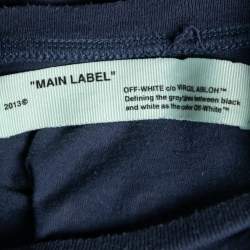 "MAIN LABEL"
2013©
OFF-WHITE c/o VIRGIL ABLOH™
Defining the grey area between black
and white as the color Off-White™